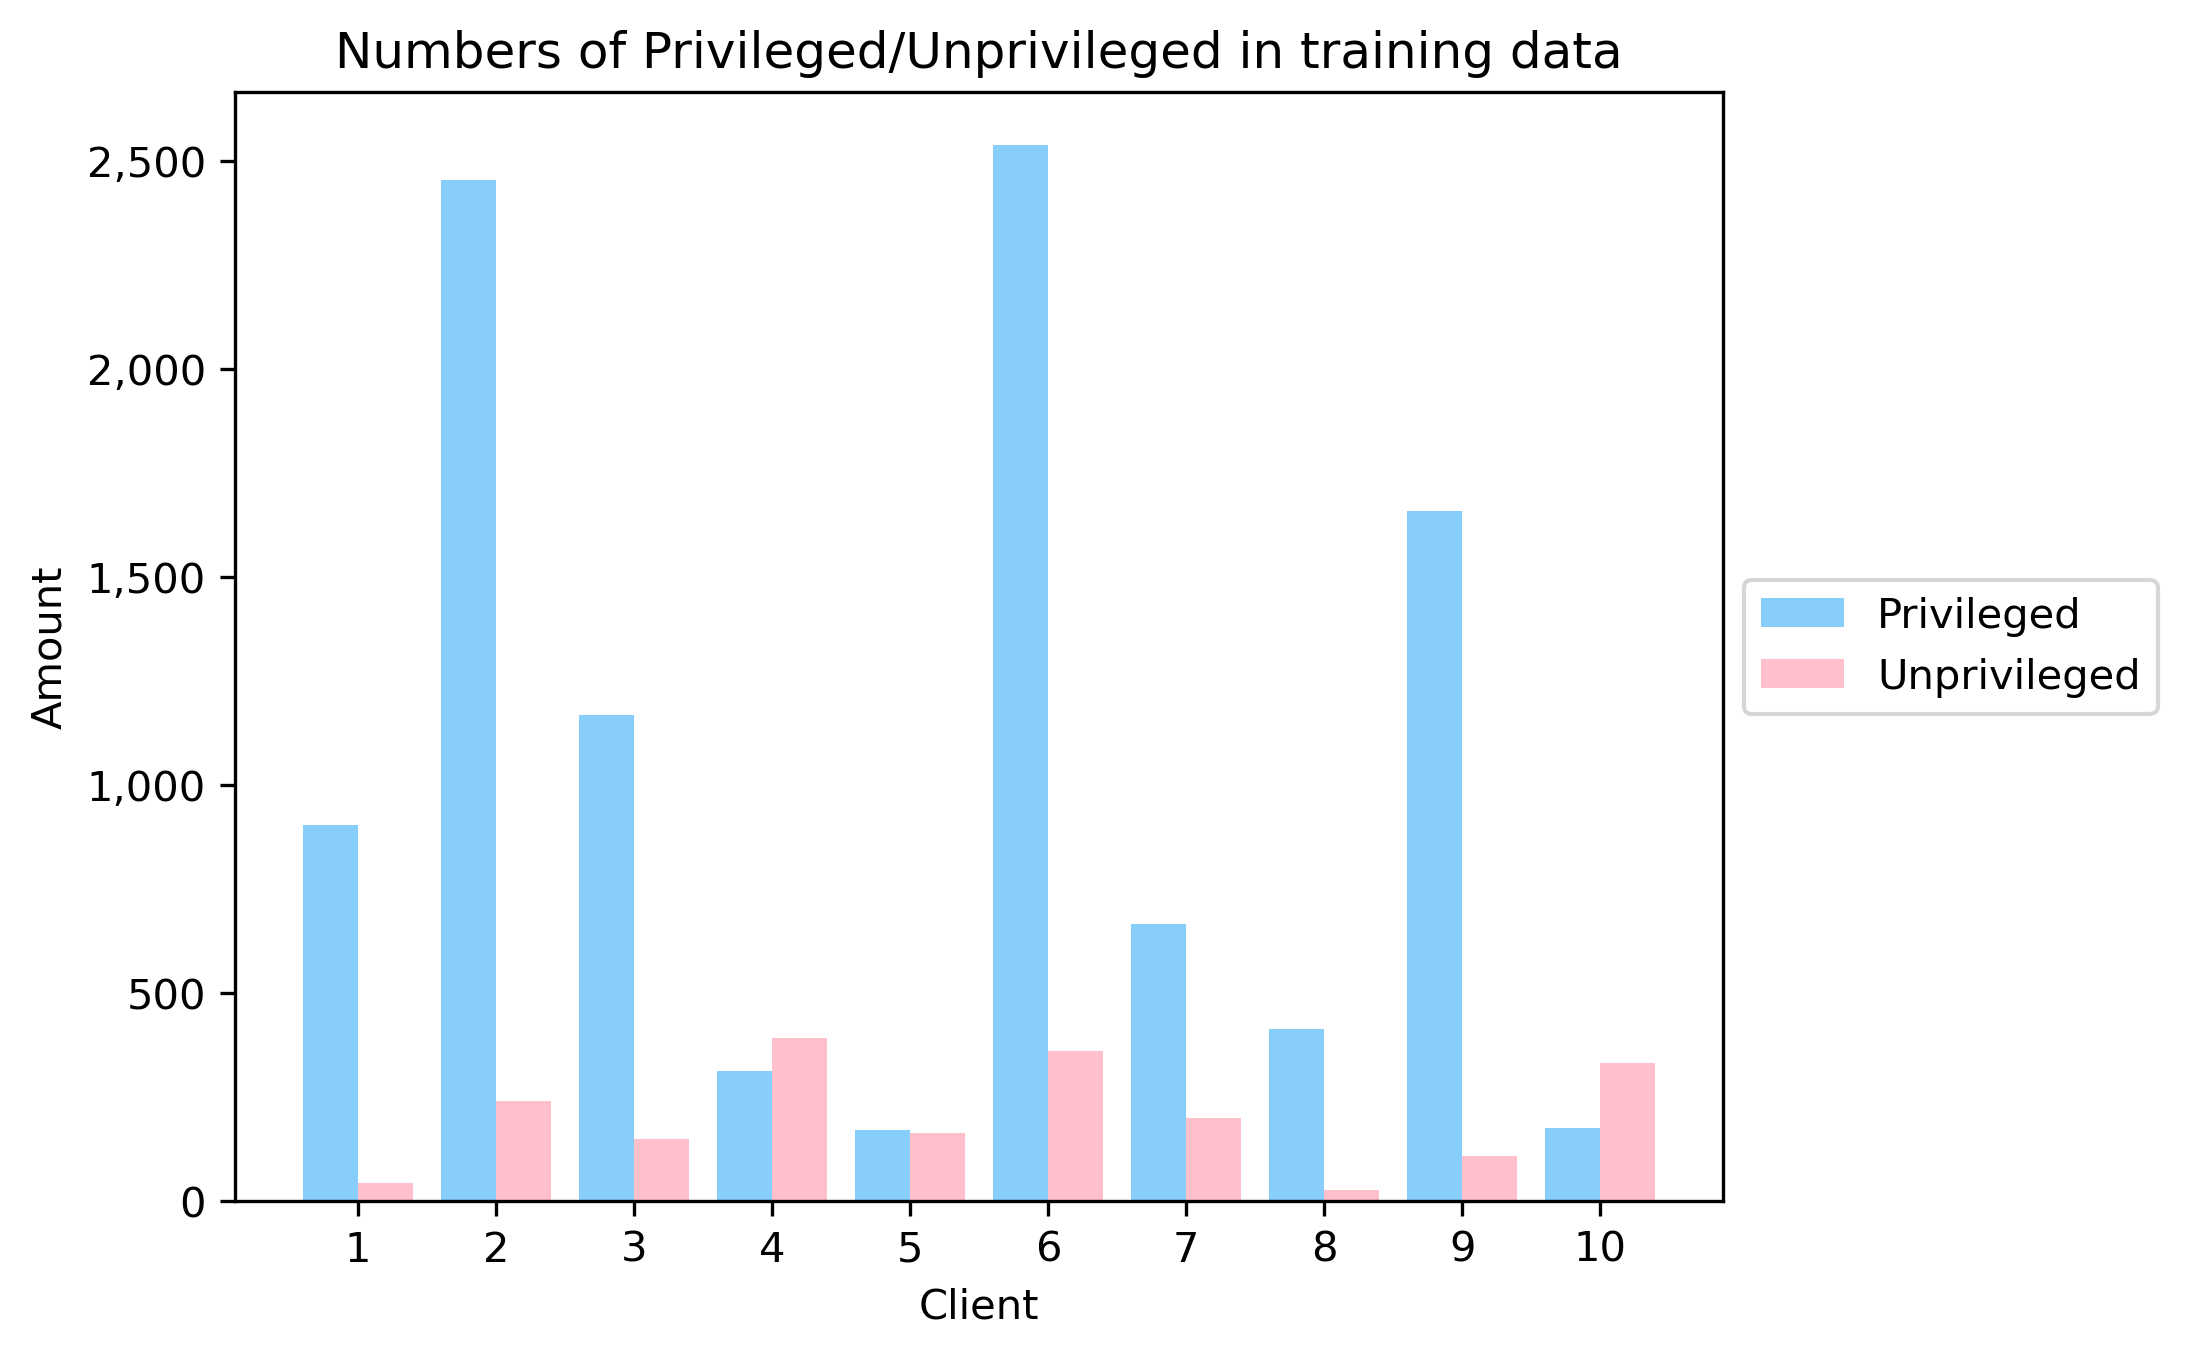 Numbers of Privileged/Unprivileged in training data
2,500
2,000
1,500
1,000
500
0
Amount
1 2 3 4 5 6 7 8 9 10
Client
Privileged
Unprivileged